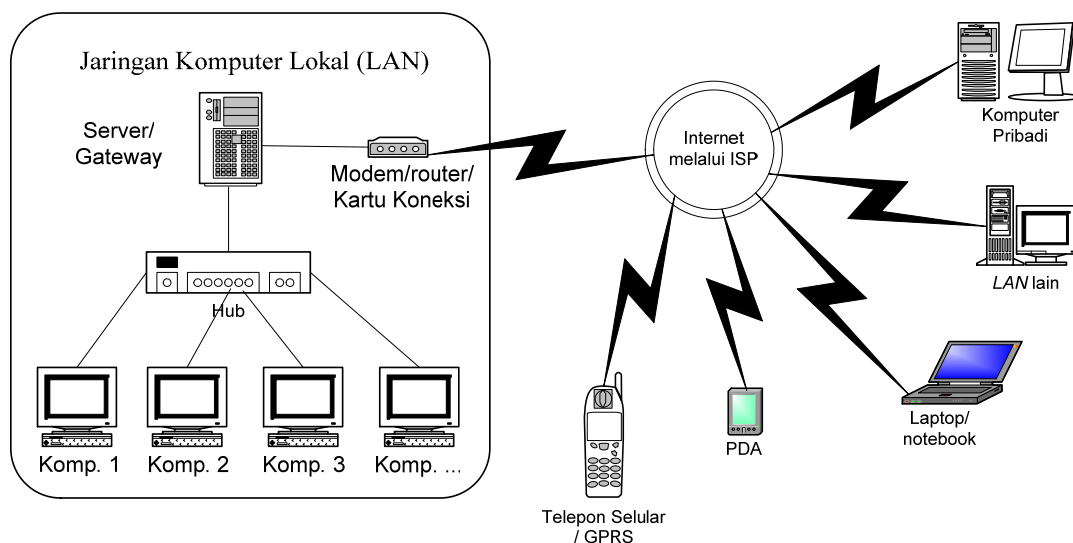 Jaringan Komputer Lokal (LAN)
Server/
Gateway
Modem/router/
Kartu Koneksi
Hub
Komp. 1
Komp. 2
Komp. 3
Komp. ...
Internet
melalui ISP
Komputer
Pribadi
LAN lain
Laptop/
notebook
PDA
Telepon Selular
/ GPRS